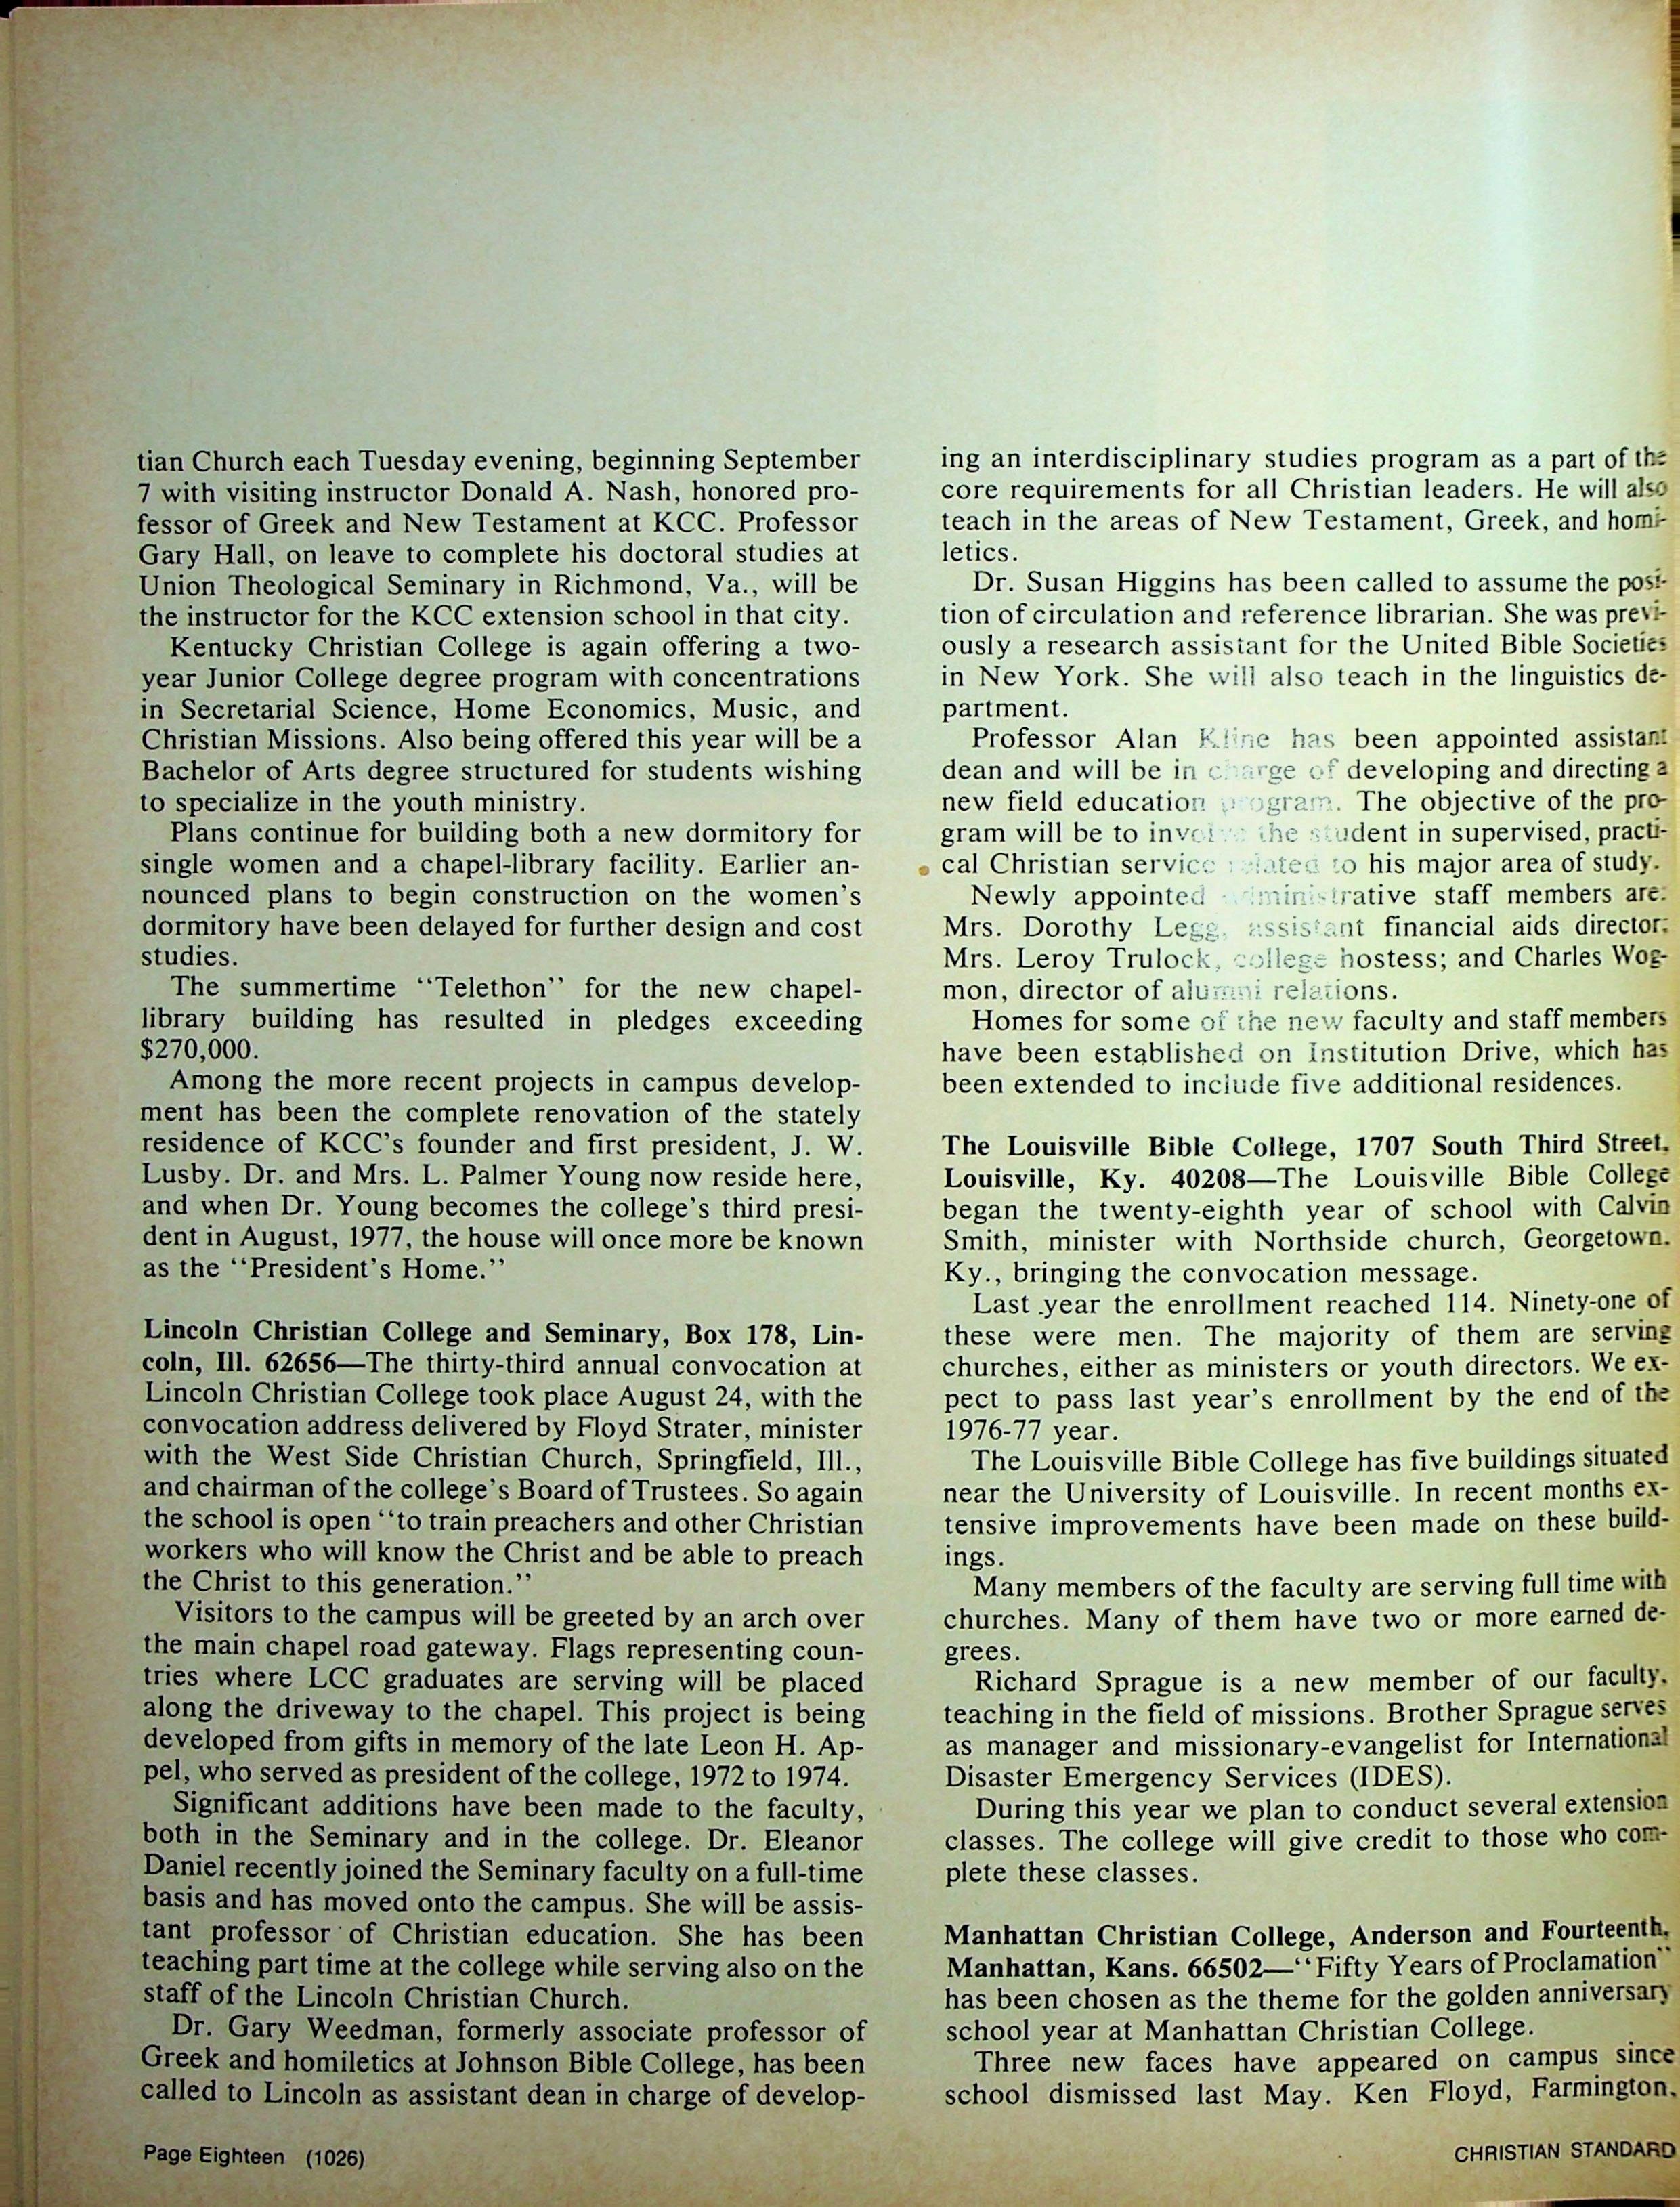 tian Church each Tuesday evening, beginning September
7 with visiting instructor Donald A. Nash, honored pro-
fessor of Greek and New Testament at KCC. Professor
Gary Hall, on leave to complete his doctoral studies at
Union Theological Seminary in Richmond, Va., will be
the instructor for the KCC extension school in that city.
Kentucky Christian College is again offering a two-
year Junior College degree program with concentrations
in Secretarial Science, Home Economics, Music, and
Christian Missions. Also being offered this year will be a
Bachelor of Arts degree structured for students wishing
to specialize in the youth ministry.
Plans continue for building both a new dormitory for
single women and a chapel-library facility. Earlier an-
nounced plans to begin construction on the women's
dormitory have been delayed for further design and cost
studies.
The summertime "Telethon" for the new chapel-
library building has resulted in pledges exceeding
$270,000.
Among the more recent projects in campus develop-
ment has been the complete renovation of the stately
residence of KCC's founder and first president, J. W.
Lusby. Dr. and Mrs. L. Palmer Young now reside here,
and when Dr. Young becomes the college's third presi-
dent in August, 1977, the house will once more be known
as the "President's Home."
Lincoln Christian College and Seminary, Box 178, Lin-
coln, Ill. 62656—The thirty-third annual convocation at
Lincoln Christian College took place August 24, with the
convocation address delivered by Floyd Strater, minister
with the West Side Christian Church, Springfield, Ill.,
and chairman of the college's Board of Trustees. So again
the school is open "to train preachers and other Christian
workers who will know the Christ and be able to preach
the Christ to this generation."
Visitors to the campus will be greeted by an arch over
the main chapel road gateway. Flags representing coun-
tries where LCC graduates are serving will be placed
along the driveway to the chapel. This project is being
developed from gifts in memory of the late Leon H. Ap-
pel, who served as president of the college, 1972 to 1974.
Significant additions have been made to the faculty,
both in the Seminary and in the college. Dr. Eleanor
Daniel recently joined the Seminary faculty on a full-time
basis and has moved onto the campus. She will be assis-
tant professor of Christian education. She has been
teaching part time at the college while serving also on the
staff of the Lincoln Christian Church.
Dr. Gary Weedman, formerly associate professor of
Greek and homiletics at Johnson Bible College, has been
called to Lincoln as assistant dean in charge of develop-
ing an interdisciplinary studies program as a part of the
core requirements for all Christian leaders. He will also
teach in the areas of New Testament, Greek, and homi-
letics.
Dr. Susan Higgins has been called to assume the posi-
tion of circulation and reference librarian. She was previ-
ously a research assistant for the United Bible Societies
in New York. She will also teach in the linguistics de-
partment.
Professor Alan Kline has been appointed assistant
dean and will be in charge of developing and directing a
new field education program. The objective of the pro-
gram will be to involve the student in supervised, practi-
cal Christian service related to his major area of study.
Newly appointed administrative staff members are:
Mrs. Dorothy Legg, assistant financial aids director;
Mrs. Leroy Trulock, college hostess; and Charles Wog-
mon, director of alumni relations.
Homes for some of the new faculty and staff members
have been established on Institution Drive, which has
been extended to include five additional residences.
The Louisville Bible College, 1707 South Third Street,
Louisville, Ky. 40208—The Louisville Bible College
began the twenty-eighth year of school with Calvin
Smith, minister with Northside church, Georgetown,
Ky., bringing the convocation message.
Last year the enrollment reached 114. Ninety-one of
these were men. The majority of them are serving
churches, either as ministers or youth directors. We ex-
pect to pass last year's enrollment by the end of the
1976-77 year.
The Louisville Bible College has five buildings situated
near the University of Louisville. In recent months ex-
tensive improvements have been made on these build-
ings.
Many members of the faculty are serving full time with
churches. Many of them have two or more earned de-
grees.
Richard Sprague is a new member of our faculty,
teaching in the field of missions. Brother Sprague serves
as manager and missionary-evangelist for International
Disaster Emergency Services (IDES).
During this year we plan to conduct several extension
classes. The college will give credit to those who com-
plete these classes.
Manhattan Christian College, Anderson and Fourteenth,
Manhattan, Kans. 66502—"Fifty Years of Proclamation"
has been chosen as the theme for the golden anniversary
school year at Manhattan Christian College.
Three new faces have appeared on campus since
school dismissed last May. Ken Floyd, Farmington,
Page Eighteen (1026)
CHRISTIAN STANDARD